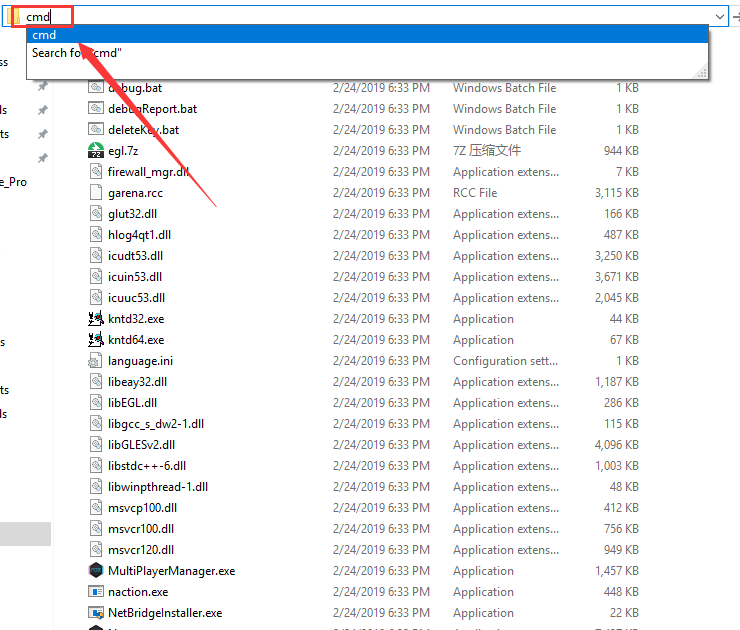 cmd
cmd
Search for "cmd"
ss
debug.bat 2/24/2019 6:33 PM Windows Batch File 1 KB
ls debugReport.bat 2/24/2019 6:33 PM Windows Batch File 1 KB
ts deleteKey.bat 2/24/2019 6:33 PM Windows Batch File 1 KB
egl.7z 2/24/2019 6:33 PM 7Z 压缩文件 944 KB
firewall_mgr.dll 2/24/2019 6:33 PM Application extens... 7 KB
e_Pro
garena.rcc 2/24/2019 6:33 PM RCC File 3,115 KB
glut32.dll 2/24/2019 6:33 PM Application extens... 166 KB
hlog4qt1.dll 2/24/2019 6:33 PM Application extens... 487 KB
icudt53.dll 2/24/2019 6:33 PM Application extens... 3,250 KB
icuin53.dll 2/24/2019 6:33 PM Application extens... 3,671 KB
icuuc53.dll 2/24/2019 6:33 PM Application extens... 2,045 KB
kntd32.exe 2/24/2019 6:33 PM Application 44 KB
s kntd64.exe 2/24/2019 6:33 PM Application 67 KB
language.ini 2/24/2019 6:33 PM Configuration sett... 1 KB
libeay32.dll 2/24/2019 6:33 PM Application extens... 1,187 KB
ts
libEGL.dll 2/24/2019 6:33 PM Application extens... 286 KB
ls
libgcc_s_dw2-1.dll 2/24/2019 6:33 PM Application extens... 115 KB
libGLESv2.dll 2/24/2019 6:33 PM Application extens... 4,096 KB
libstdc++-6.dll 2/24/2019 6:33 PM Application extens... 1,003 KB
libwinpthread-1.dll 2/24/2019 6:33 PM Application extens... 48 KB
msvcp100.dll 2/24/2019 6:33 PM Application extens... 412 KB
msvcr100.dll 2/24/2019 6:33 PM Application extens... 756 KB
msvcr120.dll 2/24/2019 6:33 PM Application extens... 949 KB
MultiPlayerManager.exe 2/24/2019 6:33 PM Application 1,457 KB
naction.exe 2/24/2019 6:33 PM Application 448 KB
NetBridgeInstaller.exe 2/24/2019 6:33 PM Application 22 KB